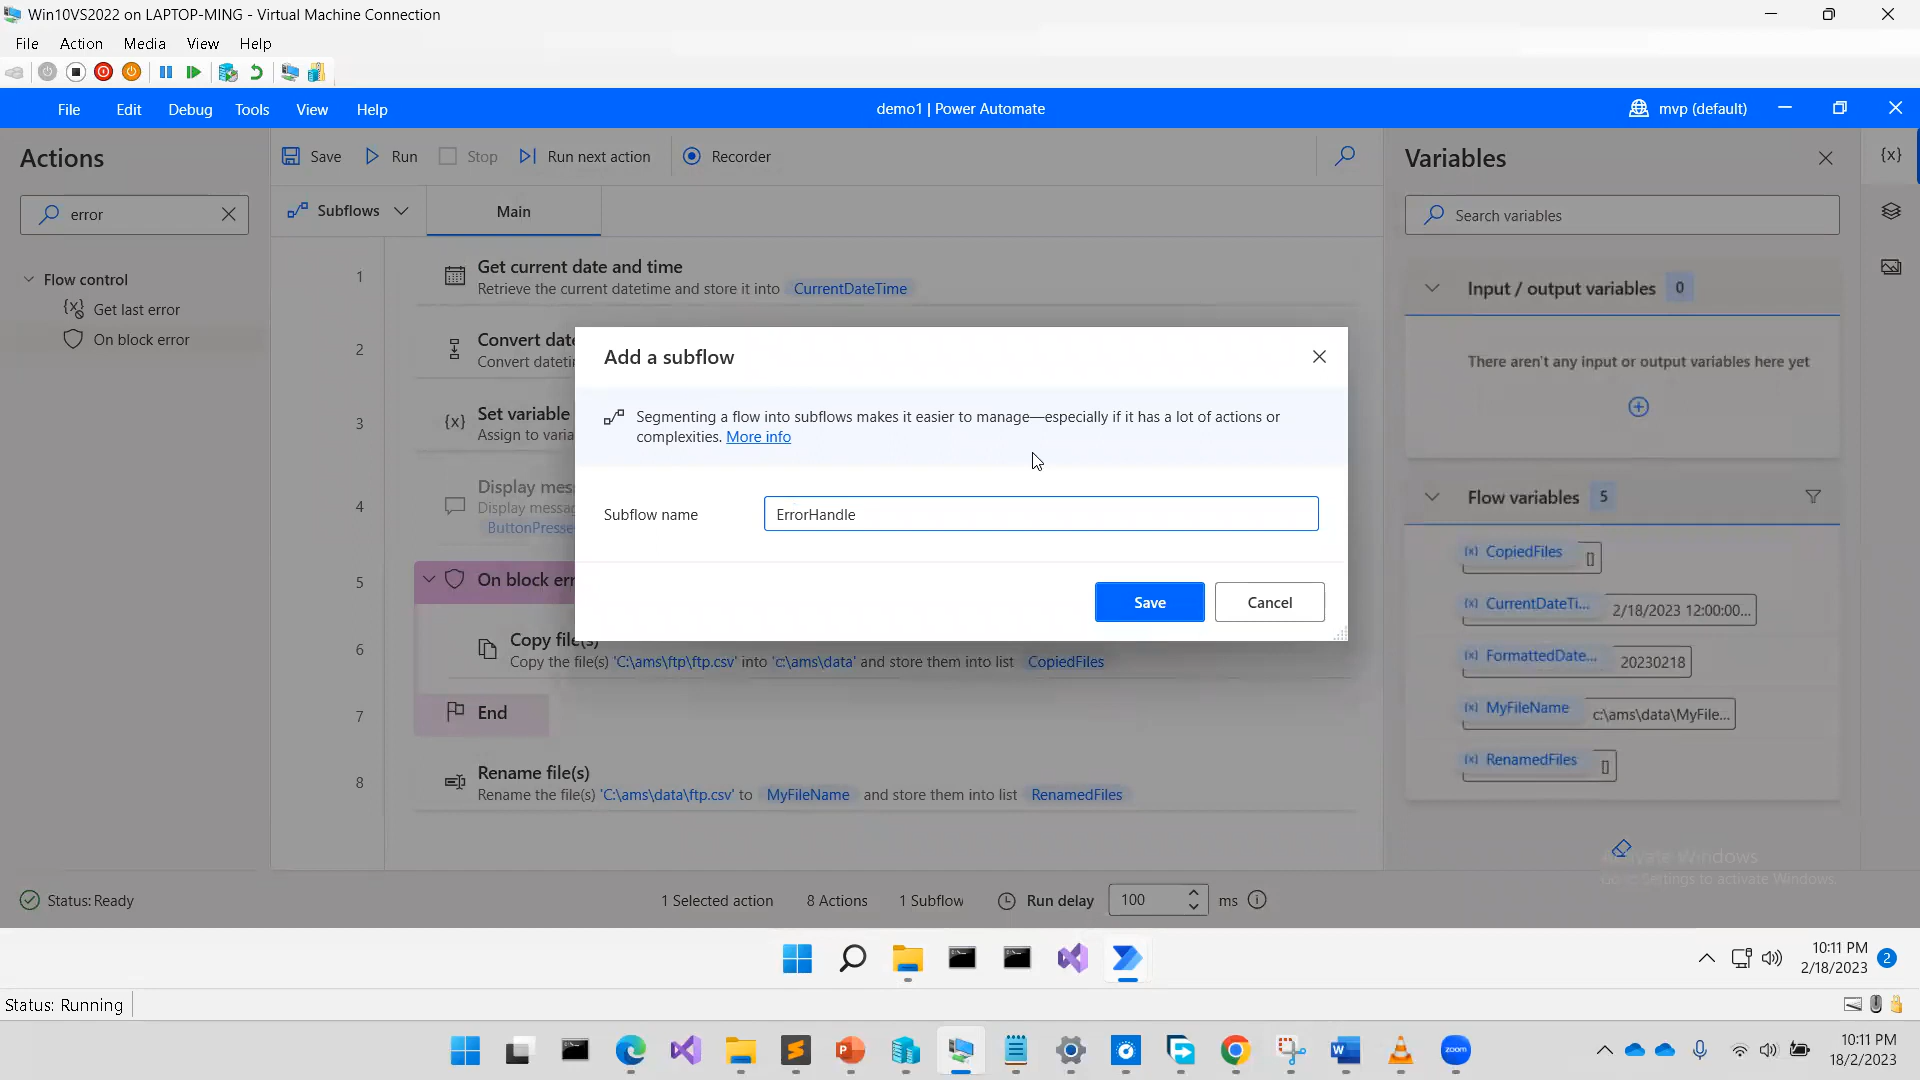 Win10VS2022 on LAPTOP-MING - Virtual Machine Connection
File Action Media View Help
File Edit Debug Tools View Help
demo1 | Power Automate
mvp (default)
Actions
error
Flow control
Get last error
On block error
Save Run Stop Run next action Recorder
Subflows
Main
1
Get current date and time
Retrieve the current datetime and store it into CurrentDateTime
2
Convert date
3
{x}
Set variable
4
5
On block
6
Copy file(s)
Copy the file(s) 'C:\ams\ftp\ftp.csv' into 'c:\ams\data' and store them into list CopiedFiles
7
End
8
Rename file(s)
Rename the file(s) 'C:\ams\data\ftp.csv' to MyFileName and store them into list RenamedFiles
Add a subflow
Segmenting a flow into subflows makes it easier to manage—especially if it has a lot of actions or
complexities. More info
Subflow name
ErrorHandle
Save
Cancel
Variables
{x}
Search variables
Input / output variables 0
There aren't any input or output variables here yet
Flow variables 5
CopiedFiles []
CurrentDateTi... 2/18/2023 12:00:00...
FormattedDate... 20230218
MyFileName c:\ams\data\MyFile...
RenamedFiles []
Activate Windows
Go to Settings to activate Windows.
Status: Ready
1 Selected action
8 Actions
1 Subflow
Run delay
100
ms
10:11 PM
2/18/2023
2
Status: Running
zoom
10:11 PM
18/2/2023